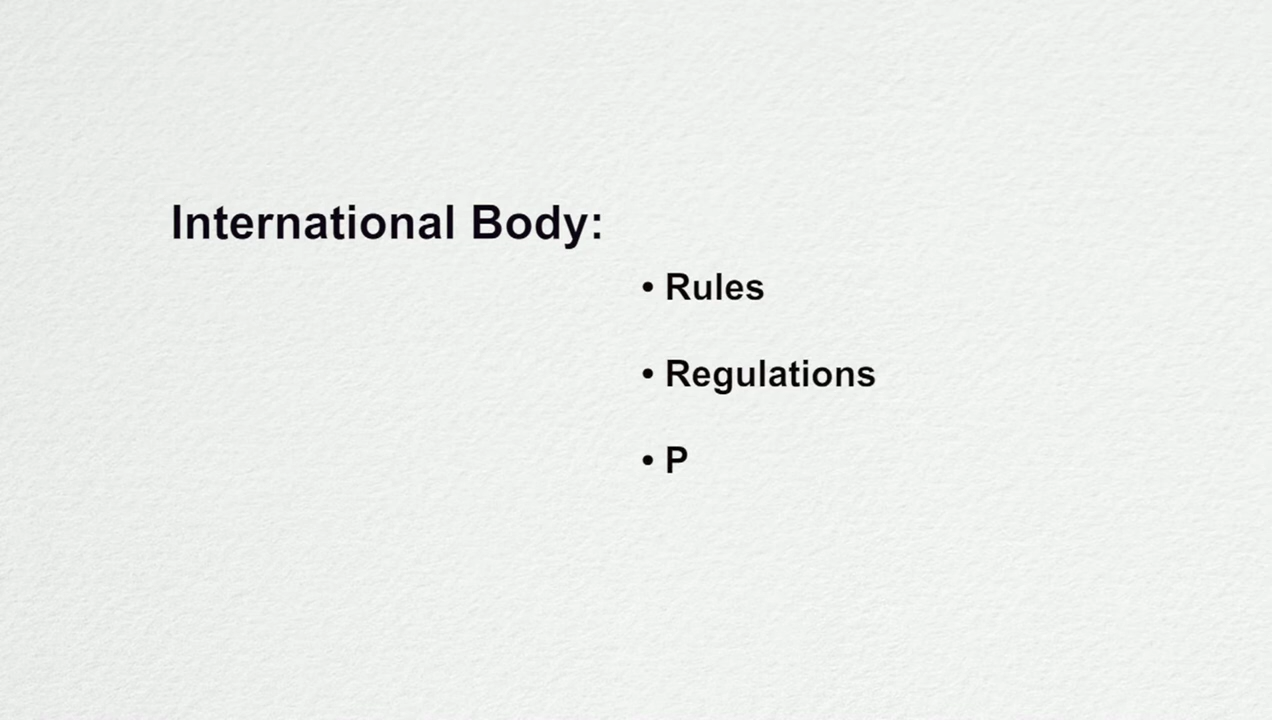 International Body:
• Rules
• Regulations
• P